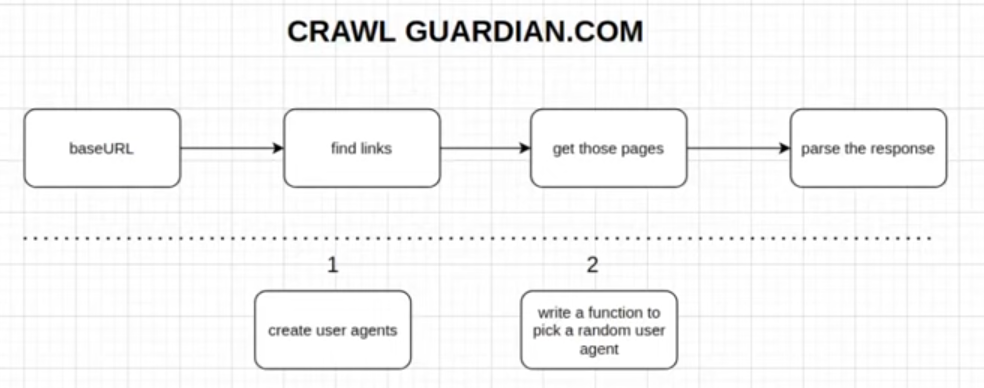 CRAWL GUARDIAN.COM
baseURL
find links
get those pages
parse the response
1
2
create user agents
write a function to
pick a random user
agent